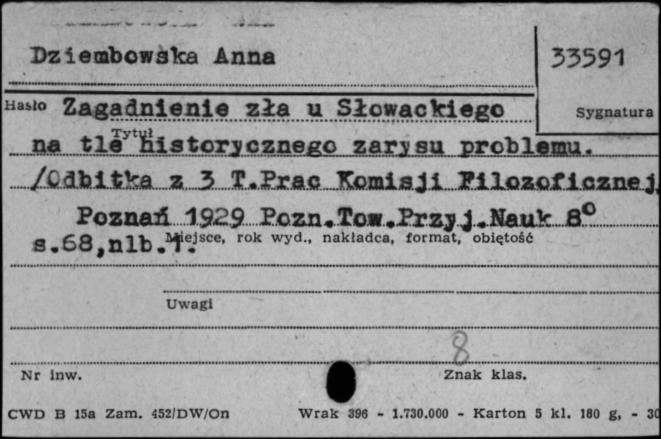 Dziembowska Anna
33591
Hasło Zagadnienie zła u Słowackiego
Sygnatura
Tytuł
na tle historycznego zarysu problemu.
/Odbitka z 3 T.Prac Komisji Filozoficznej
Poznań 1929 Pozn.Tow.Przyj.Nauk 8°
s.68,nlb.1.
Miejsce, rok wyd., nakładca, format, obiętość
Uwagi
8
Nr inw.
Znak klas.
CWD B 15a Zam. 452/DW/On Wrak 396 - 1.730.000 - Karton 5 kl. 180 g, - 30